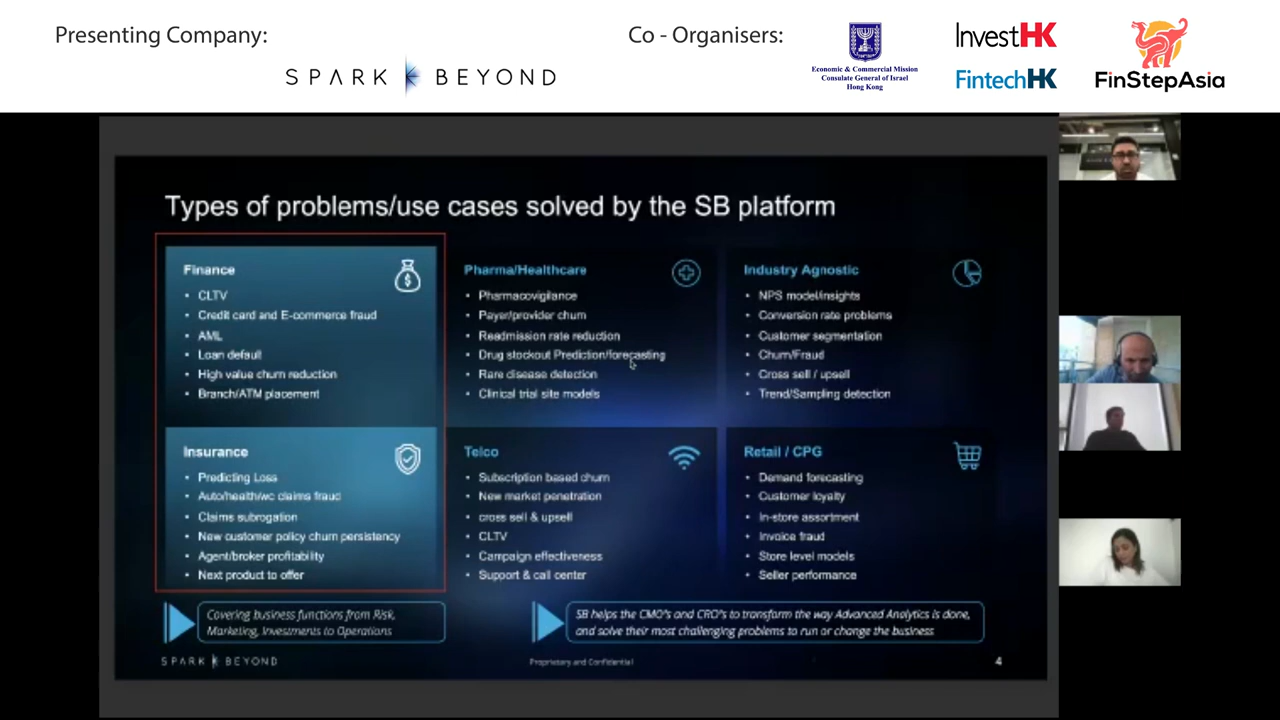 Presenting Company:
SPARK BEYOND
Co - Organisers:
Economic & Commercial Mission
Consulate General of Israel
Hong Kong
InvestHK
FintechHK
FinStepAsia
Types of problems/use cases solved by the SB platform
Finance
• CLTV
• Credit card and E-commerce fraud
• AML
• Loan default
• High value churn reduction
• Branch/ATM placement
Pharma/Healthcare
• Pharmacovigilance
• Payer/provider churn
• Readmission rate reduction
• Drug stockout Prediction/forecasting
• Rare disease detection
• Clinical trial site models
Industry Agnostic
• NPS model/insights
• Conversion rate problems
• Customer segmentation
• Churn/Fraud
• Cross sell / upsell
• Trend/Sampling detection
Insurance
• Predicting Loss
• Auto/health/wc claims fraud
• Claims subrogation
• New customer policy churn persistency
• Agent/broker profitability
• Next product to offer
Telco
• Subscription based churn
• New market penetration
• cross sell & upsell
• CLTV
• Campaign effectiveness
• Support & call center
Retail / CPG
• Demand forecasting
• Customer loyalty
• In-store assortment
• Invoice fraud
• Store level models
• Seller performance
Covering business functions from Risk,
Marketing, Investments to Operations
SB helps the CMO's and CRO's to transform the way Advanced Analytics is done,
and solve their most challenging problems to run or change the business
SPARK BEYOND
Proprietary and Confidential
4